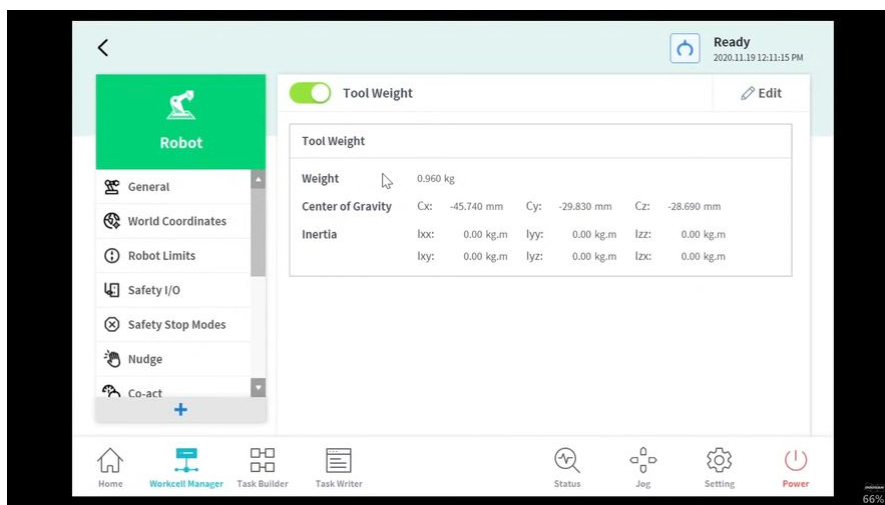 Ready
2020.11.19 12:11:15 PM
Robot
General
World Coordinates
Robot Limits
Safety I/O
Safety Stop Modes
Nudge
Co-act
+
Tool Weight
Edit
Tool Weight
Weight 0.960 kg
Center of Gravity Cx: -45.740 mm Cy: -29.830 mm Cz: -28.690 mm
Inertia Ixx: 0.00 kg.m Iyy: 0.00 kg.m Izz: 0.00 kg.m
Ixy: 0.00 kg.m Iyz: 0.00 kg.m Izx: 0.00 kg.m
Home Workcell Manager Task Builder Task Writer Status Jog Setting Power
66%